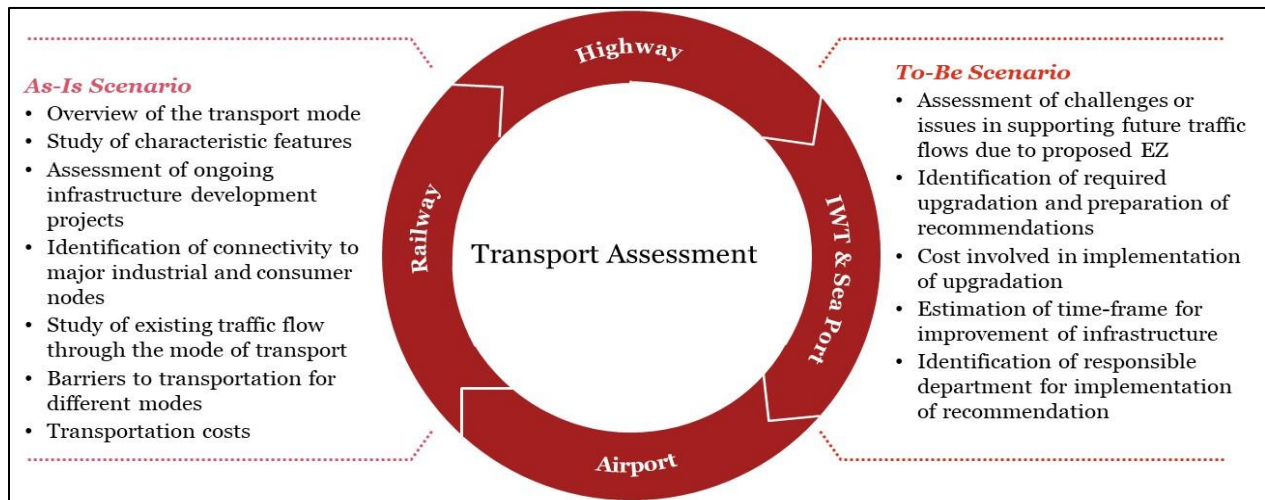 As-Is Scenario
• Overview of the transport mode
• Study of characteristic features
• Assessment of ongoing
infrastructure development
projects
• Identification of connectivity to
major industrial and consumer
nodes
• Study of existing traffic flow
through the mode of transport
• Barriers to transportation for
different modes
• Transportation costs
Highway
Railway
Transport Assessment
IWT & Sea Port
Airport
To-Be Scenario
• Assessment of challenges or
issues in supporting future traffic
flows due to proposed EZ
• Identification of required
upgradation and preparation of
recommendations
• Cost involved in implementation
of upgradation
• Estimation of time-frame for
improvement of infrastructure
• Identification of responsible
department for implementation
of recommendation